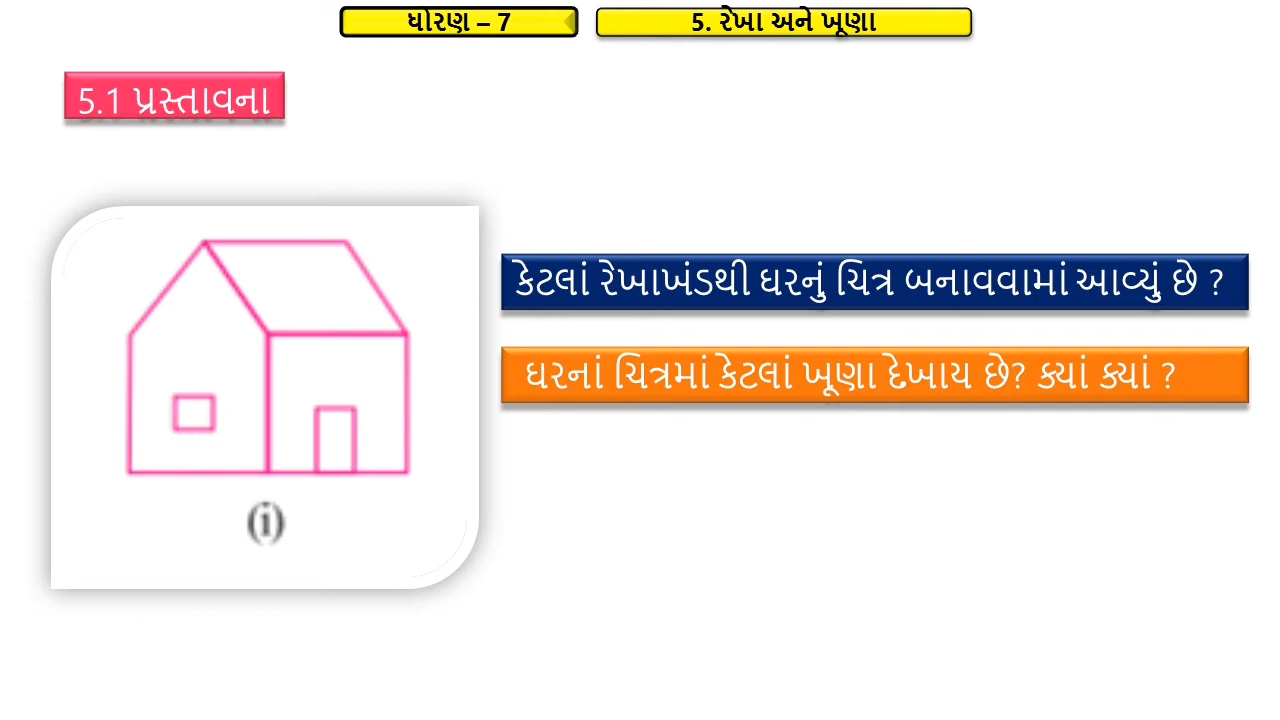 ધોરણ – 7
5. રેખા અને ખૂણા
5.1 પ્રસ્તાવના
કેટલાં રેખાખંડથી ઘરનું ચિત્ર બનાવવામાં આવ્યું છે ?
ઘરનાં ચિત્રમાં કેટલાં ખૂણા દેખાય છે? ક્યાં ક્યાં ?
(i)